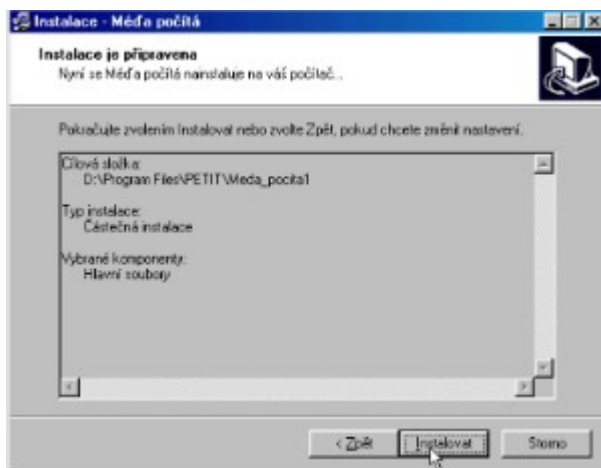 Instalace - Méďa počítá
Instalace je připravena
Nyní se Méďa počítá nainstaluje na váš počítač...
Pokračujte zvolením Instalovat nebo zvolte Zpět, pokud chcete změnit nastavení.
Cílová složka:
D:\Program Files\PETIT\Meda_pocita1
Typ instalace:
Částečná instalace
Vybrané komponenty:
Hlavní soubory
< Zpět
Instalovat
Storno